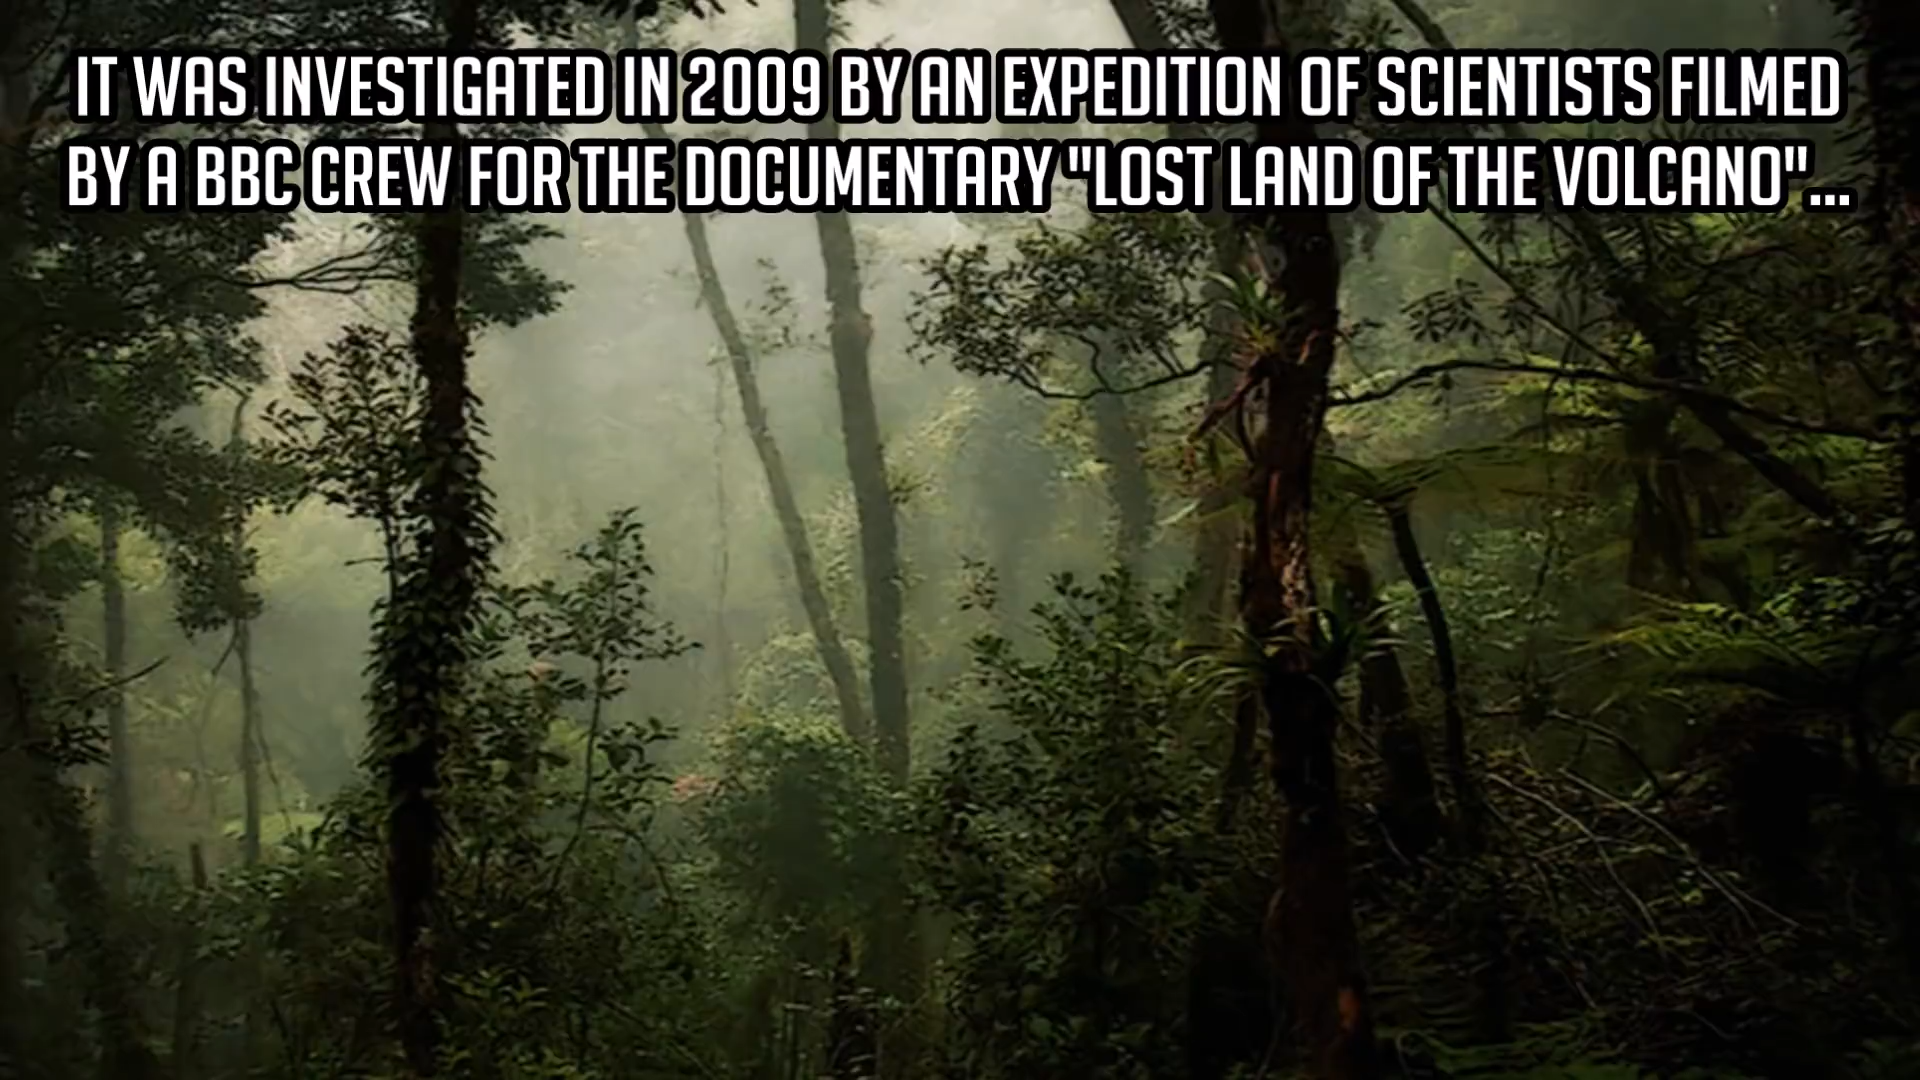 IT WAS INVESTIGATED IN 2009 BY AN EXPEDITION OF SCIENTISTS FILMED
BY A BBC CREW FOR THE DOCUMENTARY "LOST LAND OF THE VOLCANO"...